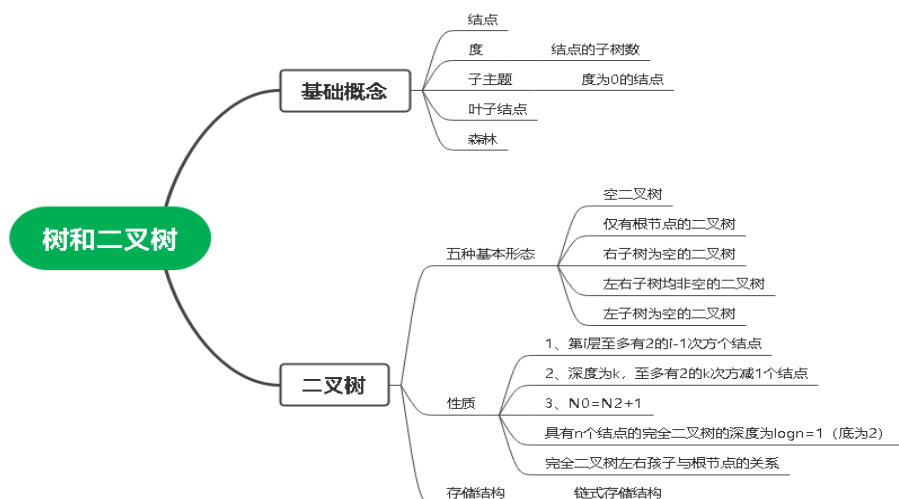 树和二叉树
基础概念
结点
度
结点的子树数
子主题
度为0的结点
叶子结点
森林
二叉树
五种基本形态
空二叉树
仅有根节点的二叉树
右子树为空的二叉树
左右子树均非空的二叉树
左子树为空的二叉树
性质
1、第i层至多有2的i-1次方个结点
2、深度为k，至多有2的k次方减1个结点
3、N0=N2+1
具有n个结点的完全二叉树的深度为logn=1（底为2）
完全二叉树左右孩子与根节点的关系
存储结构
链式存储结构